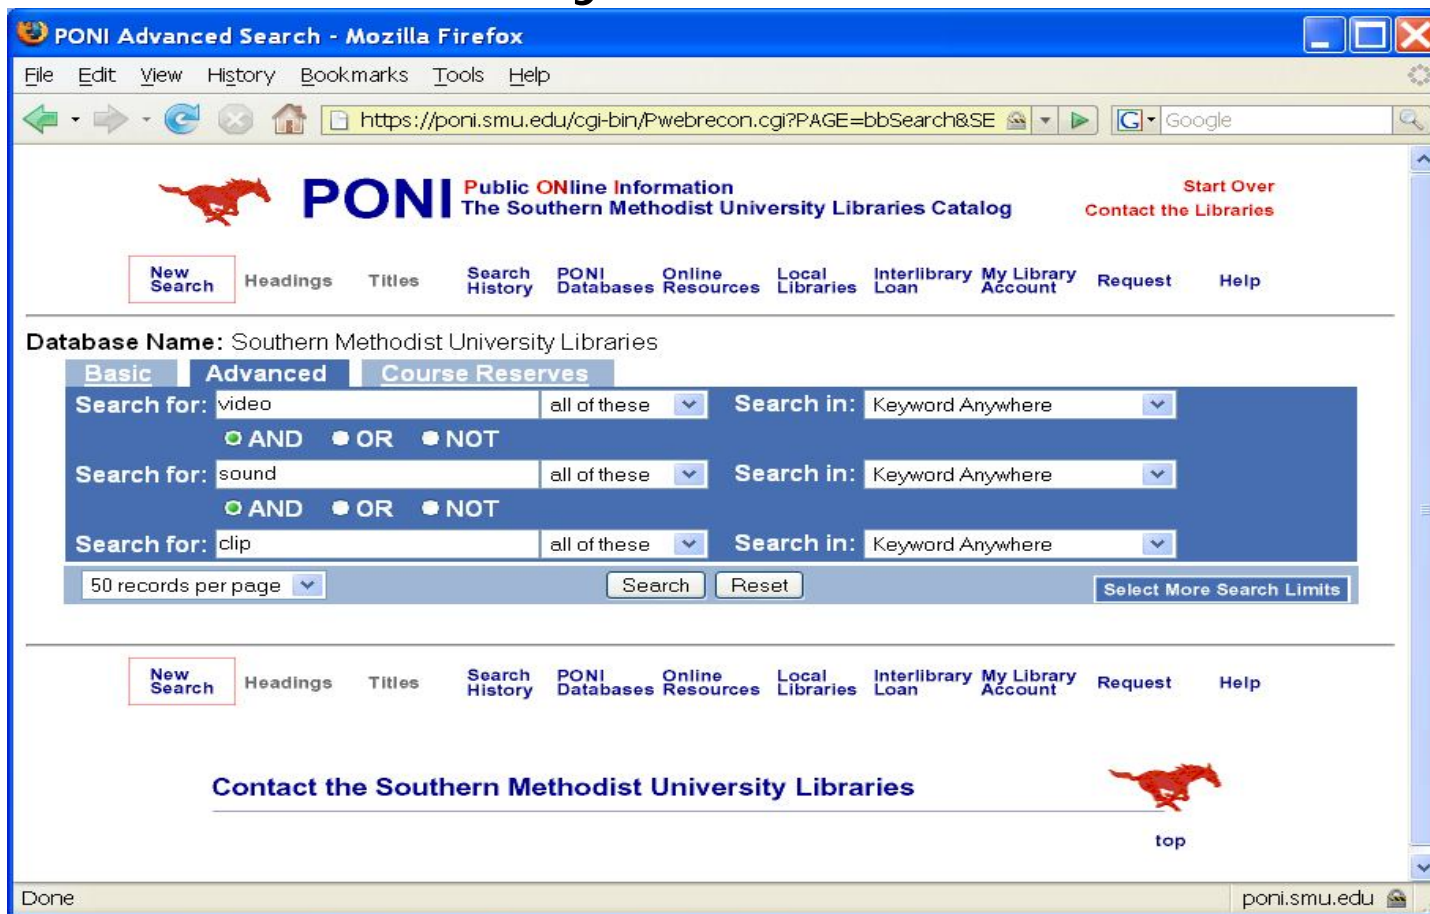 PONI Advanced Search - Mozilla Firefox
File Edit View History Bookmarks Tools Help
https://poni.smu.edu/cgi-bin/Pwebrecon.cgi?PAGE=bbSearch&SE G Google
PONI Public ONline Information Start Over
The Southern Methodist University Libraries Catalog Contact the Libraries
New Search Headings Titles Search History PONI Databases Online Resources Local Libraries Interlibrary Loan My Library Account Request Help
Database Name: Southern Methodist University Libraries
Basic Advanced Course Reserves
Search for: video all of these Search in: Keyword Anywhere
AND OR NOT
Search for: sound all of these Search in: Keyword Anywhere
AND OR NOT
Search for: clip all of these Search in: Keyword Anywhere
50 records per page Search Reset Select More Search Limits
New Search Headings Titles Search History PONI Databases Online Resources Local Libraries Interlibrary Loan My Library Account Request Help
Contact the Southern Methodist University Libraries
top
Done poni.smu.edu